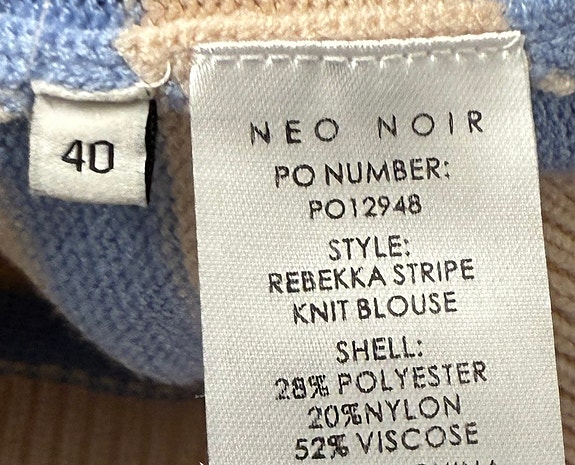 40
NEO NOIR
PO NUMBER:
PO12948
STYLE:
REBEKKA STRIPE
KNIT BLOUSE
SHELL:
28% POLYESTER
20% NYLON
52% VISCOSE